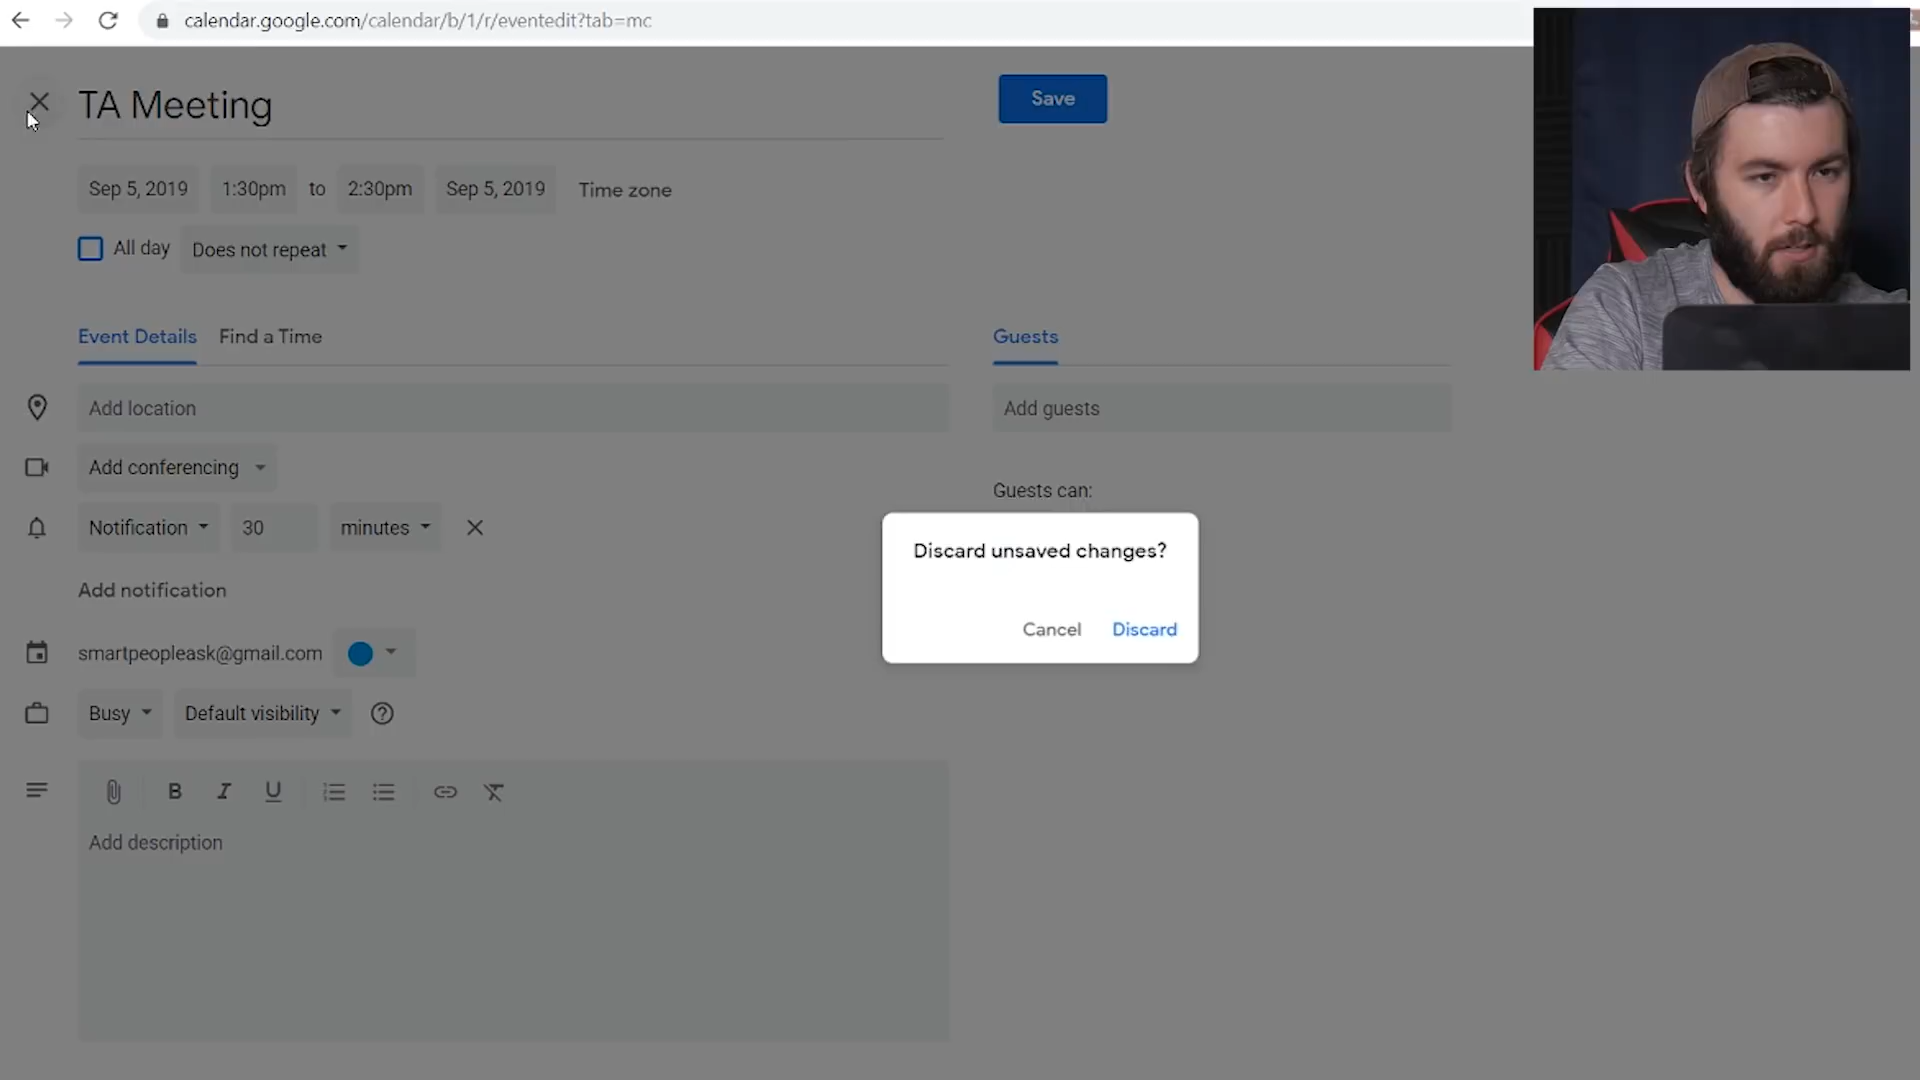 calendar.google.com/calendar/b/1/r/eventedit?tab=mc
TA Meeting
Save
Sep 5, 2019 1:30pm to 2:30pm Sep 5, 2019 Time zone
All day Does not repeat
Event Details Find a Time
Guests
Add location
Add guests
Add conferencing
Guests can:
Notification 30 minutes
Discard unsaved changes?
Add notification
Cancel Discard
smartpeopleask@gmail.com
Busy Default visibility
B I U
Add description